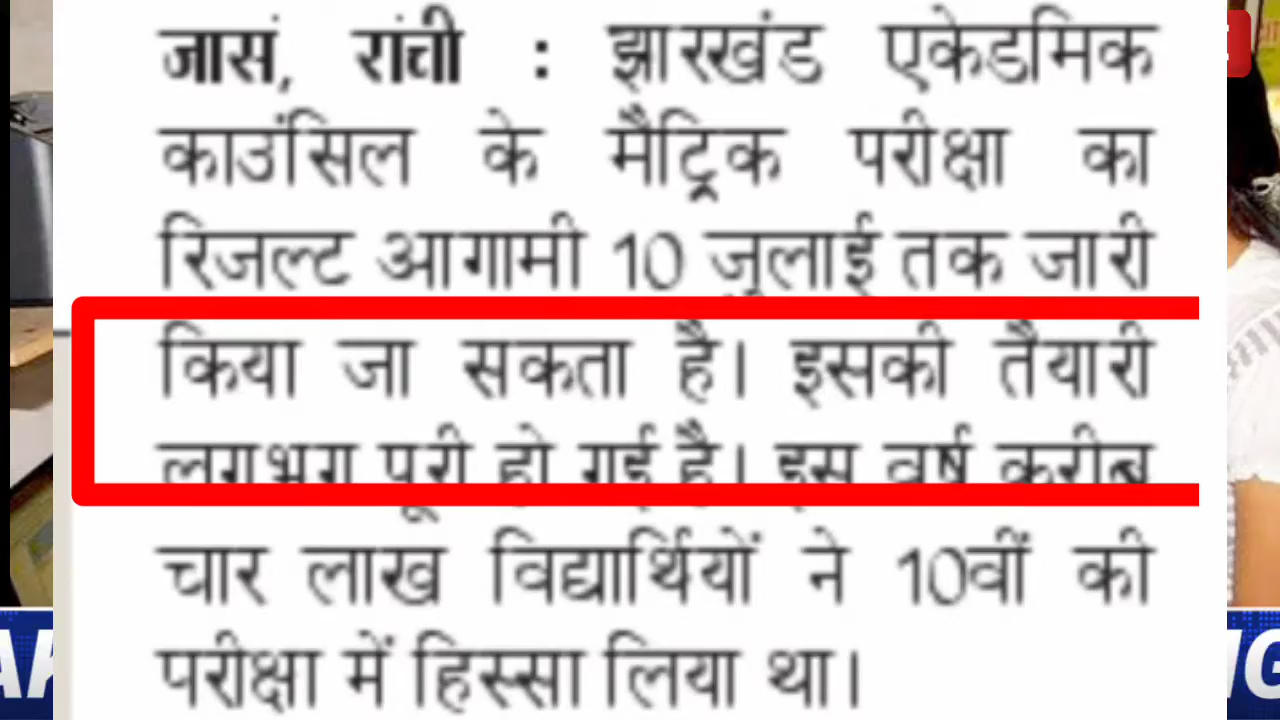 जासं, रांची : झारखंड एकेडमिक
काउंसिल के मैट्रिक परीक्षा का
रिजल्ट आगामी 10 जुलाई तक जारी
किया जा सकता है। इसकी तैयारी
लगभग पूरी हो गई है। इस वर्ष करीब
चार लाख विद्यार्थियों ने 10वीं की
परीक्षा में हिस्सा लिया था।